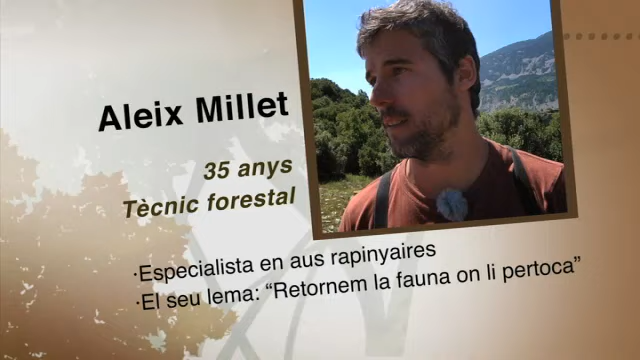 Aleix Millet
35 anys
Tècnic forestal
·Especialista en aus rapinyaires
·El seu lema: “Retornem la fauna on li pertoca”